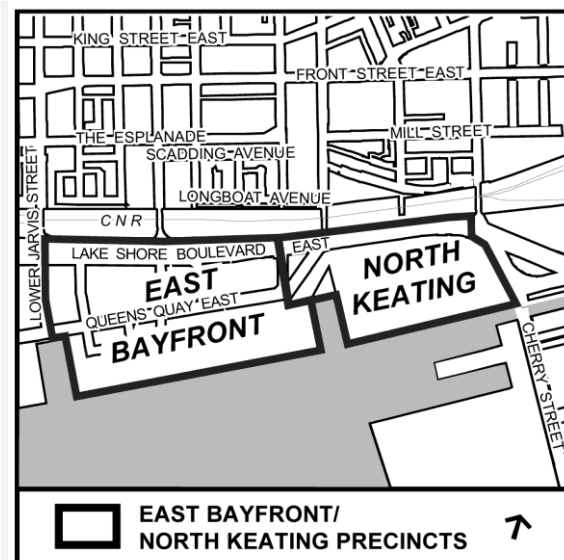 KING STREET EAST
FRONT STREET EAST
THE ESPLANADE
MILL STREET
SCADDING AVENUE
LONGBOAT AVENUE
LOWER JARVIS STREET
CNR
LAKE SHORE BOULEVARD EAST
EAST
BAYFRONT
NORTH
KEATING
QUEENS QUAY EAST
CHERRY STREET
EAST BAYFRONT/
NORTH KEATING PRECINCTS